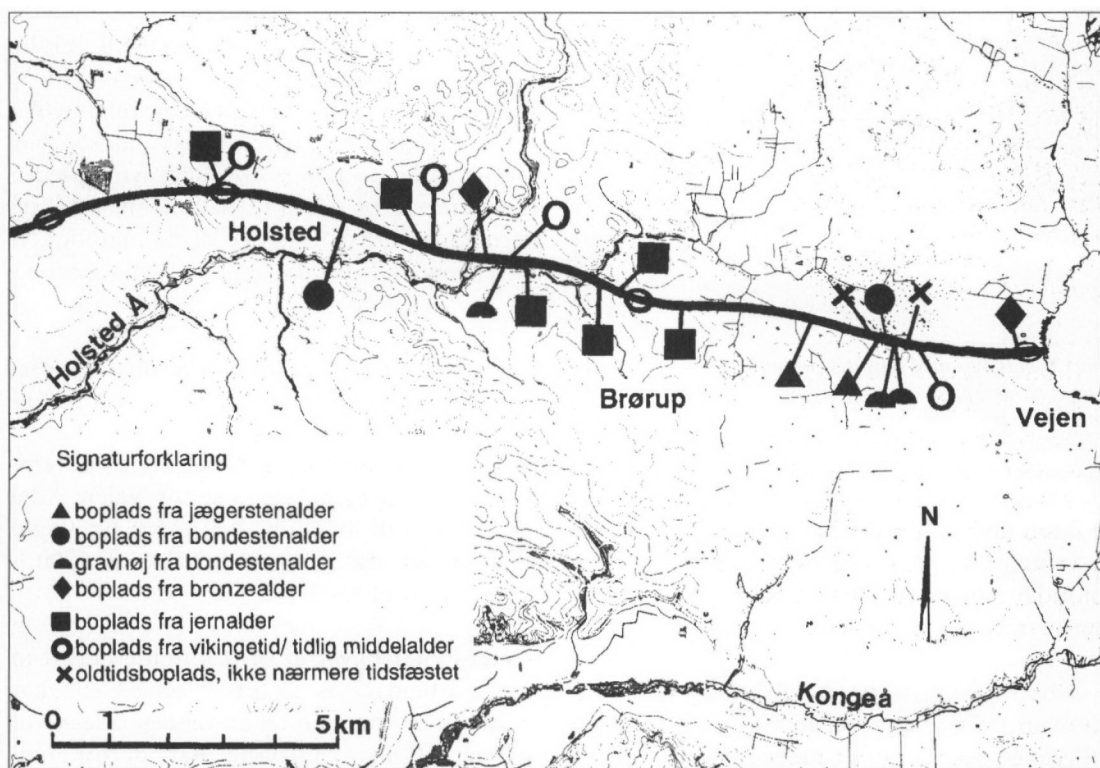 Holsted
Holsted Å
Brørup
Vejen
Signaturforklaring
boplads fra jægerstenalder
boplads fra bondestenalder
gravhøj fra bondestenalder
boplads fra bronzealder
boplads fra jernalder
boplads fra vikingetid/ tidlig middelalder
oldtidsboplads, ikke nærmere tidsfæstet
N
Kongeå
0 1 5 km